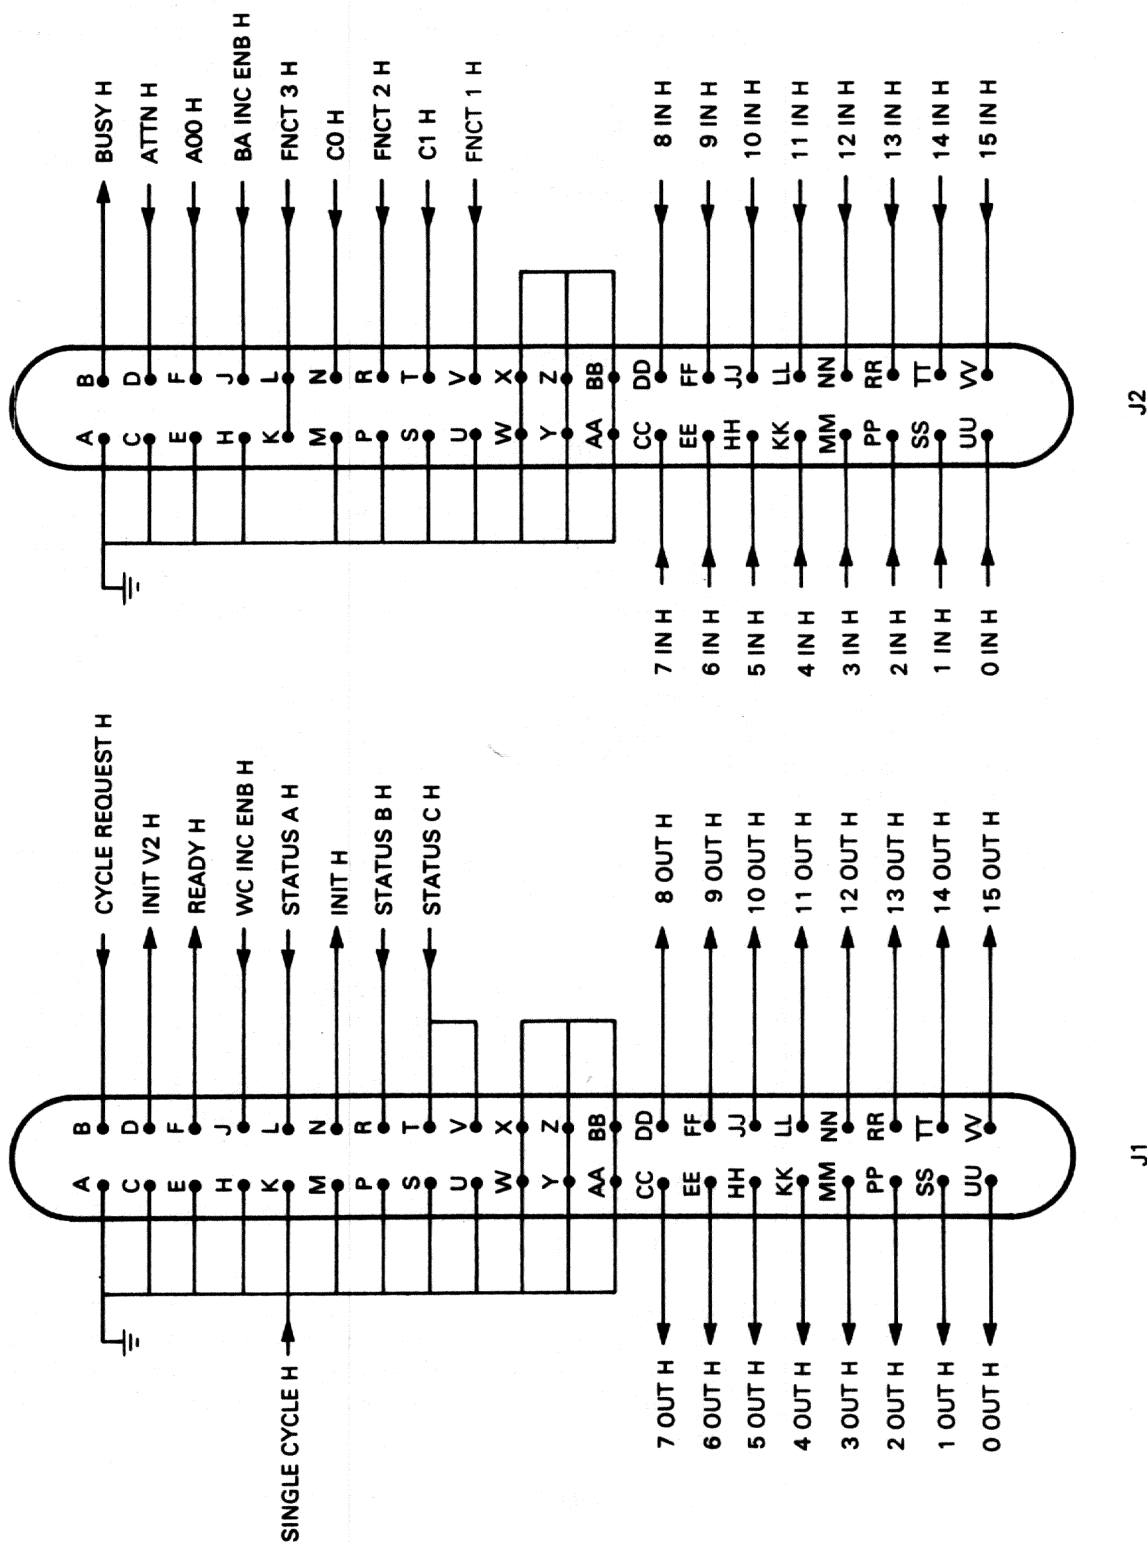 J1
A B CYCLE REQUEST H
C D INIT V2 H
E F READY H
H J WC INC ENB H
SINGLE CYCLE H K L STATUS A H
M N INIT H
P R STATUS B H
S T STATUS C H
U V
W X
Y Z
AA BB
7 OUT H CC DD 8 OUT H
6 OUT H EE FF 9 OUT H
5 OUT H HH JJ 10 OUT H
4 OUT H KK LL 11 OUT H
3 OUT H MM NN 12 OUT H
2 OUT H PP RR 13 OUT H
1 OUT H SS TT 14 OUT H
0 OUT H UU VV 15 OUT H
J2
A B BUSY H
C D ATTN H
E F A00 H
H J BA INC ENB H
K L FNCT 3 H
M N C0 H
P R FNCT 2 H
S T C1 H
U V FNCT 1 H
W X
Y Z
AA BB
7 IN H CC DD 8 IN H
6 IN H EE FF 9 IN H
5 IN H HH JJ 10 IN H
4 IN H KK LL 11 IN H
3 IN H MM NN 12 IN H
2 IN H PP RR 13 IN H
1 IN H SS TT 14 IN H
0 IN H UU VV 15 IN H